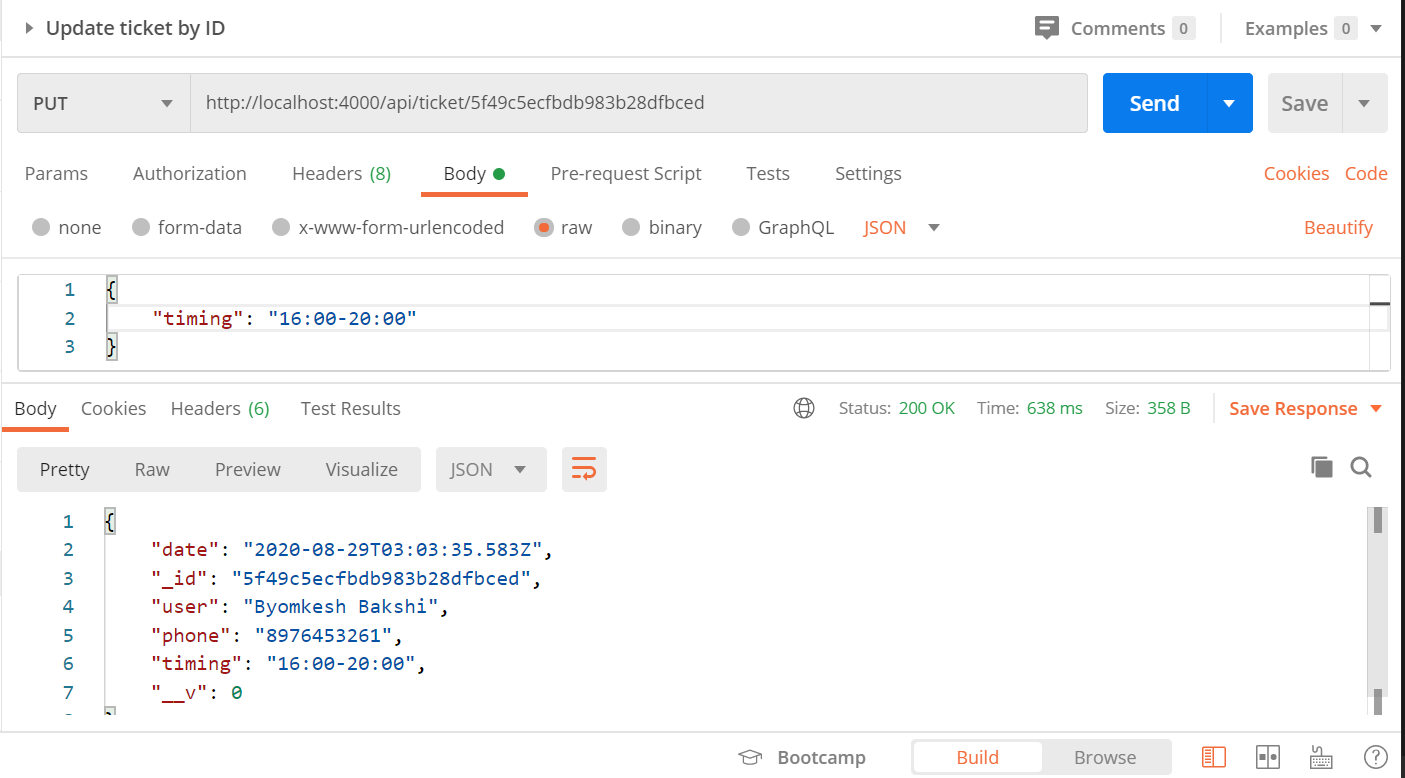 Update ticket by ID Comments 0 Examples 0
PUT http://localhost:4000/api/ticket/5f49c5ecfbdb983b28dfbced Send Save
Params Authorization Headers (8) Body Pre-request Script Tests Settings Cookies Code
none form-data x-www-form-urlencoded raw binary GraphQL JSON Beautify
1 {
2 "timing": "16:00-20:00"
3 }
Body Cookies Headers (6) Test Results Status: 200 OK Time: 638 ms Size: 358 B Save Response
Pretty Raw Preview Visualize JSON
1 {
2 "date": "2020-08-29T03:03:35.583Z",
3 "_id": "5f49c5ecfbdb983b28dfbced",
4 "user": "Byomkesh Bakshi",
5 "phone": "8976453261",
6 "timing": "16:00-20:00",
7 "__v": 0
Bootcamp Build Browse